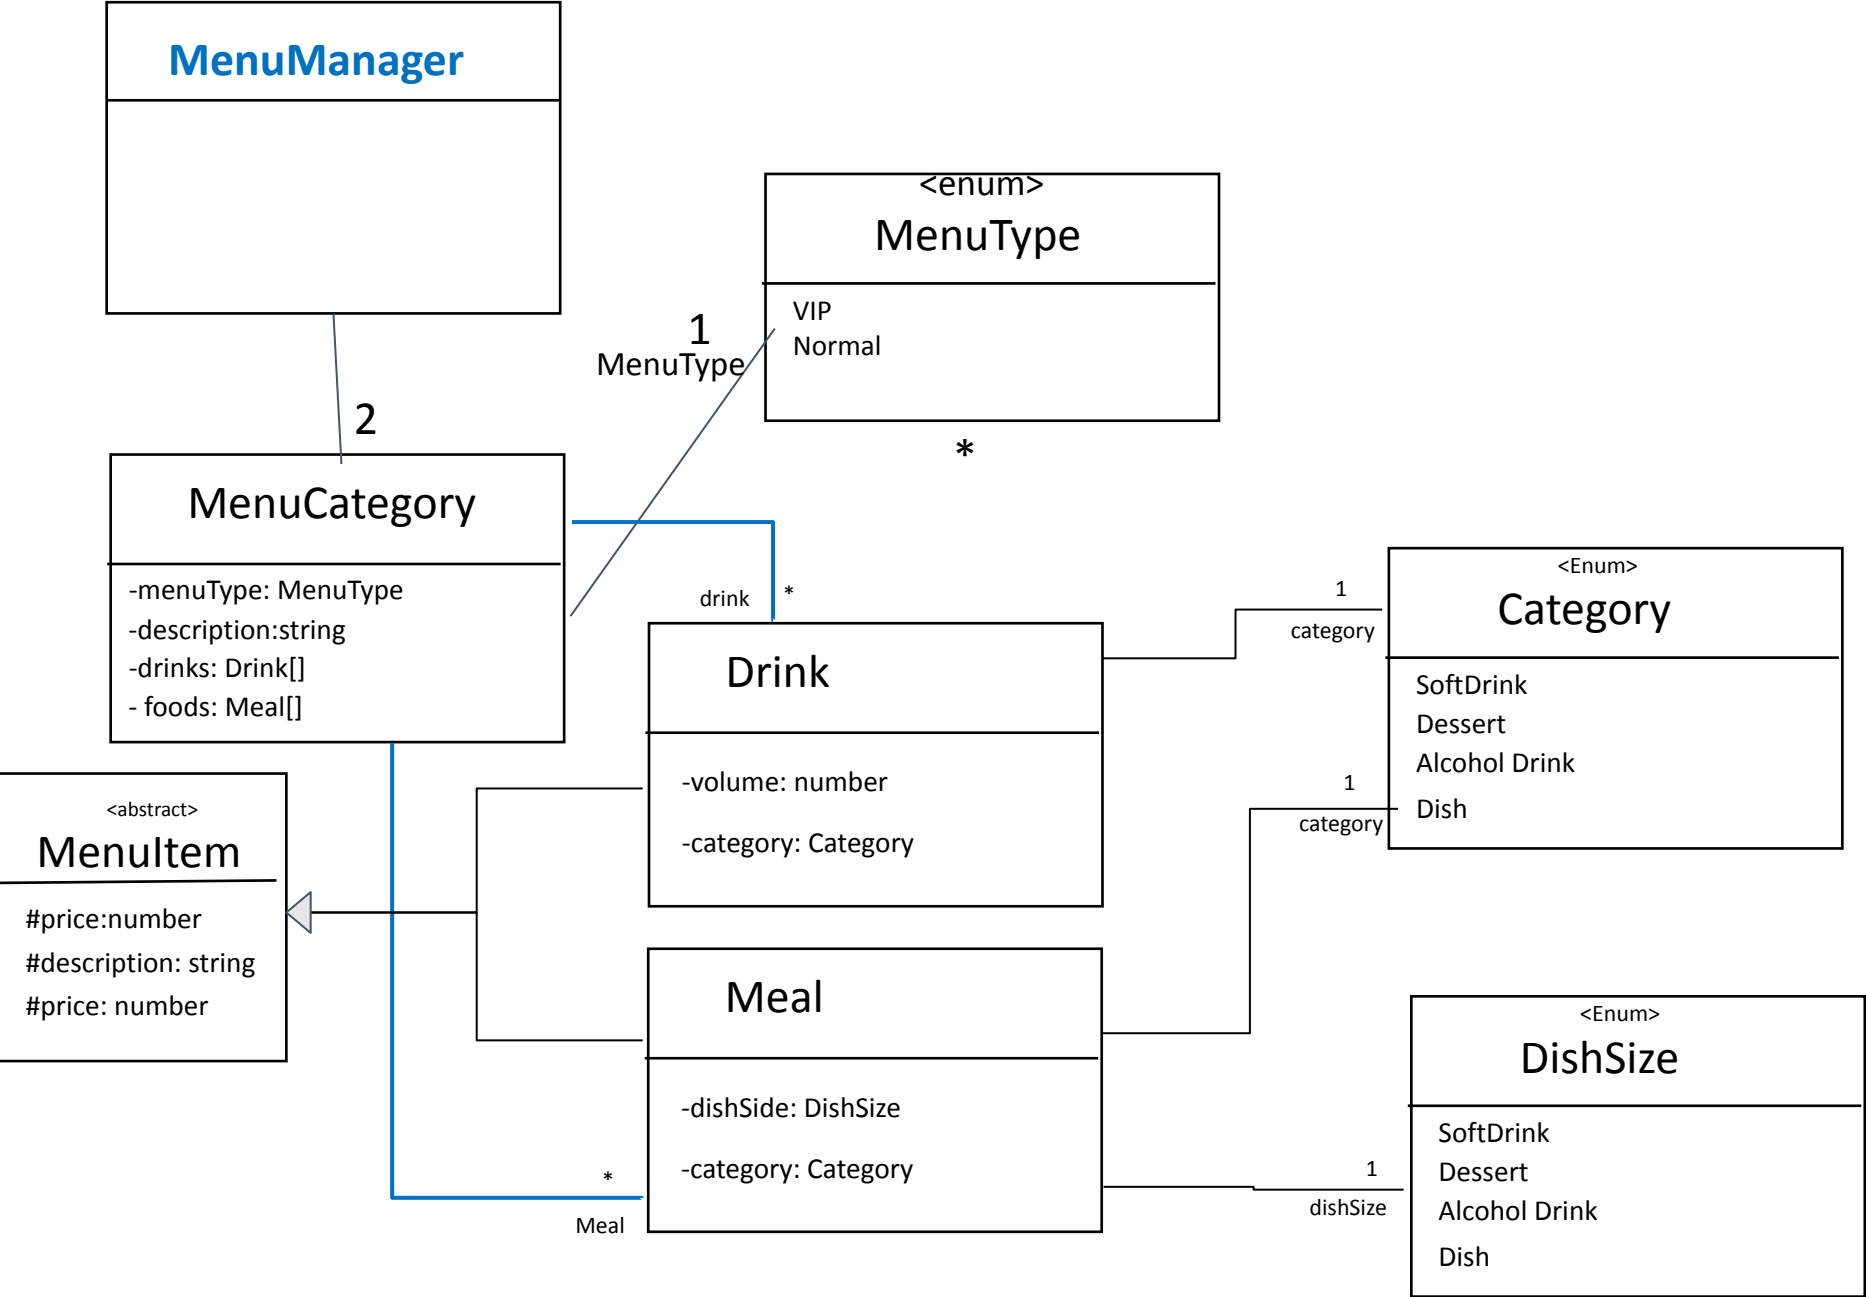 MenuManager
<enum>
MenuType
VIP
Normal
1
MenuType
2
*
MenuCategory
-menuType: MenuType
-description:string
-drinks: Drink[]
- foods: Meal[]
drink
*
Drink
-volume: number
-category: Category
1
category
<Enum>
Category
SoftDrink
Dessert
Alcohol Drink
Dish
1
category
<abstract>
MenuItem
#price:number
#description: string
#price: number
Meal
-dishSide: DishSize
-category: Category
*
Meal
1
dishSize
<Enum>
DishSize
SoftDrink
Dessert
Alcohol Drink
Dish